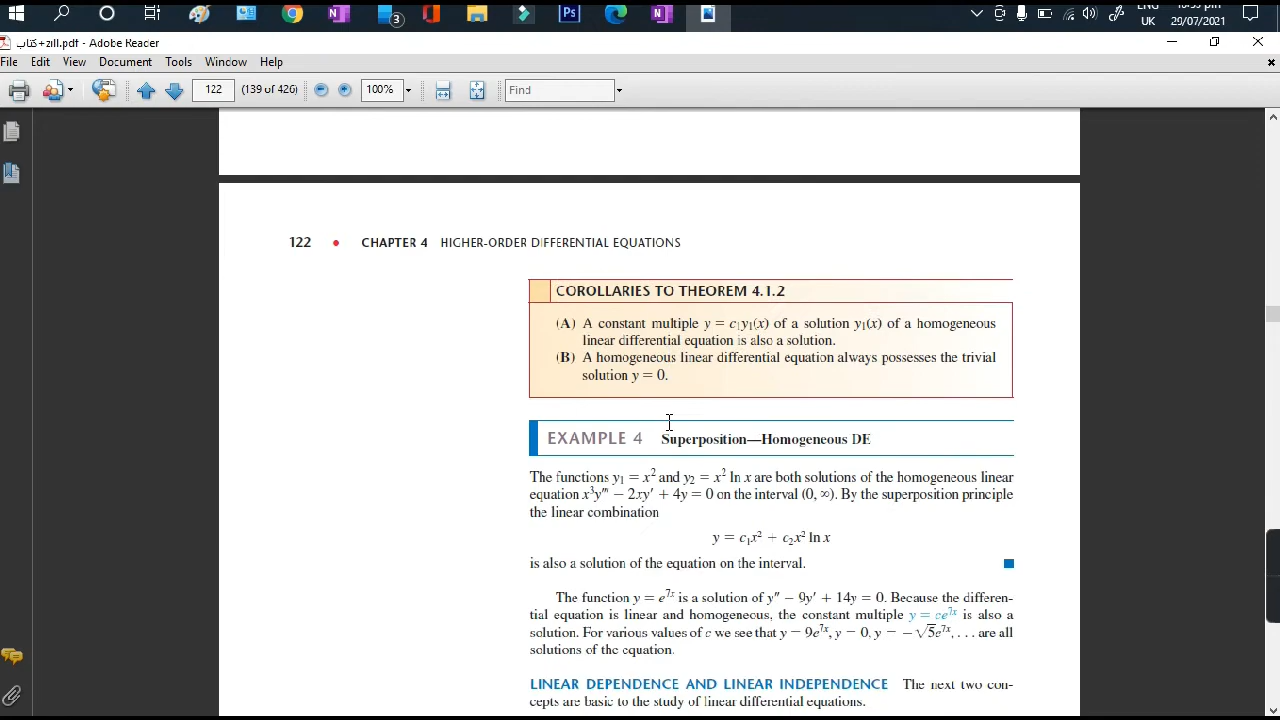 3
ENG
UK
10:55 pm
29/07/2021
کتاب+zill.pdf - Adobe Reader
File Edit View Document Tools Window Help
122 (139 of 426) 100% Find
122 • CHAPTER 4 HIGHER-ORDER DIFFERENTIAL EQUATIONS
COROLLARIES TO THEOREM 4.1.2
(A) A constant multiple y = c₁y₁(x) of a solution y₁(x) of a homogeneous
linear differential equation is also a solution.
(B) A homogeneous linear differential equation always possesses the trivial
solution y = 0.
EXAMPLE 4 Superposition—Homogeneous DE
The functions y₁ = x² and y₂ = x² ln x are both solutions of the homogeneous linear
equation x³y‴ − 2xy′ + 4y = 0 on the interval (0, ∞). By the superposition principle
the linear combination
y = c₁x² + c₂x² ln x
is also a solution of the equation on the interval.
The function y = e⁷ˣ is a solution of y″ − 9y′ + 14y = 0. Because the differen-
tial equation is linear and homogeneous, the constant multiple y = ce⁷ˣ is also a
solution. For various values of c we see that y = 9e⁷ˣ, y = 0, y = −√5e⁷ˣ, . . . are all
solutions of the equation.
LINEAR DEPENDENCE AND LINEAR INDEPENDENCE The next two con-
cepts are basic to the study of linear differential equations.